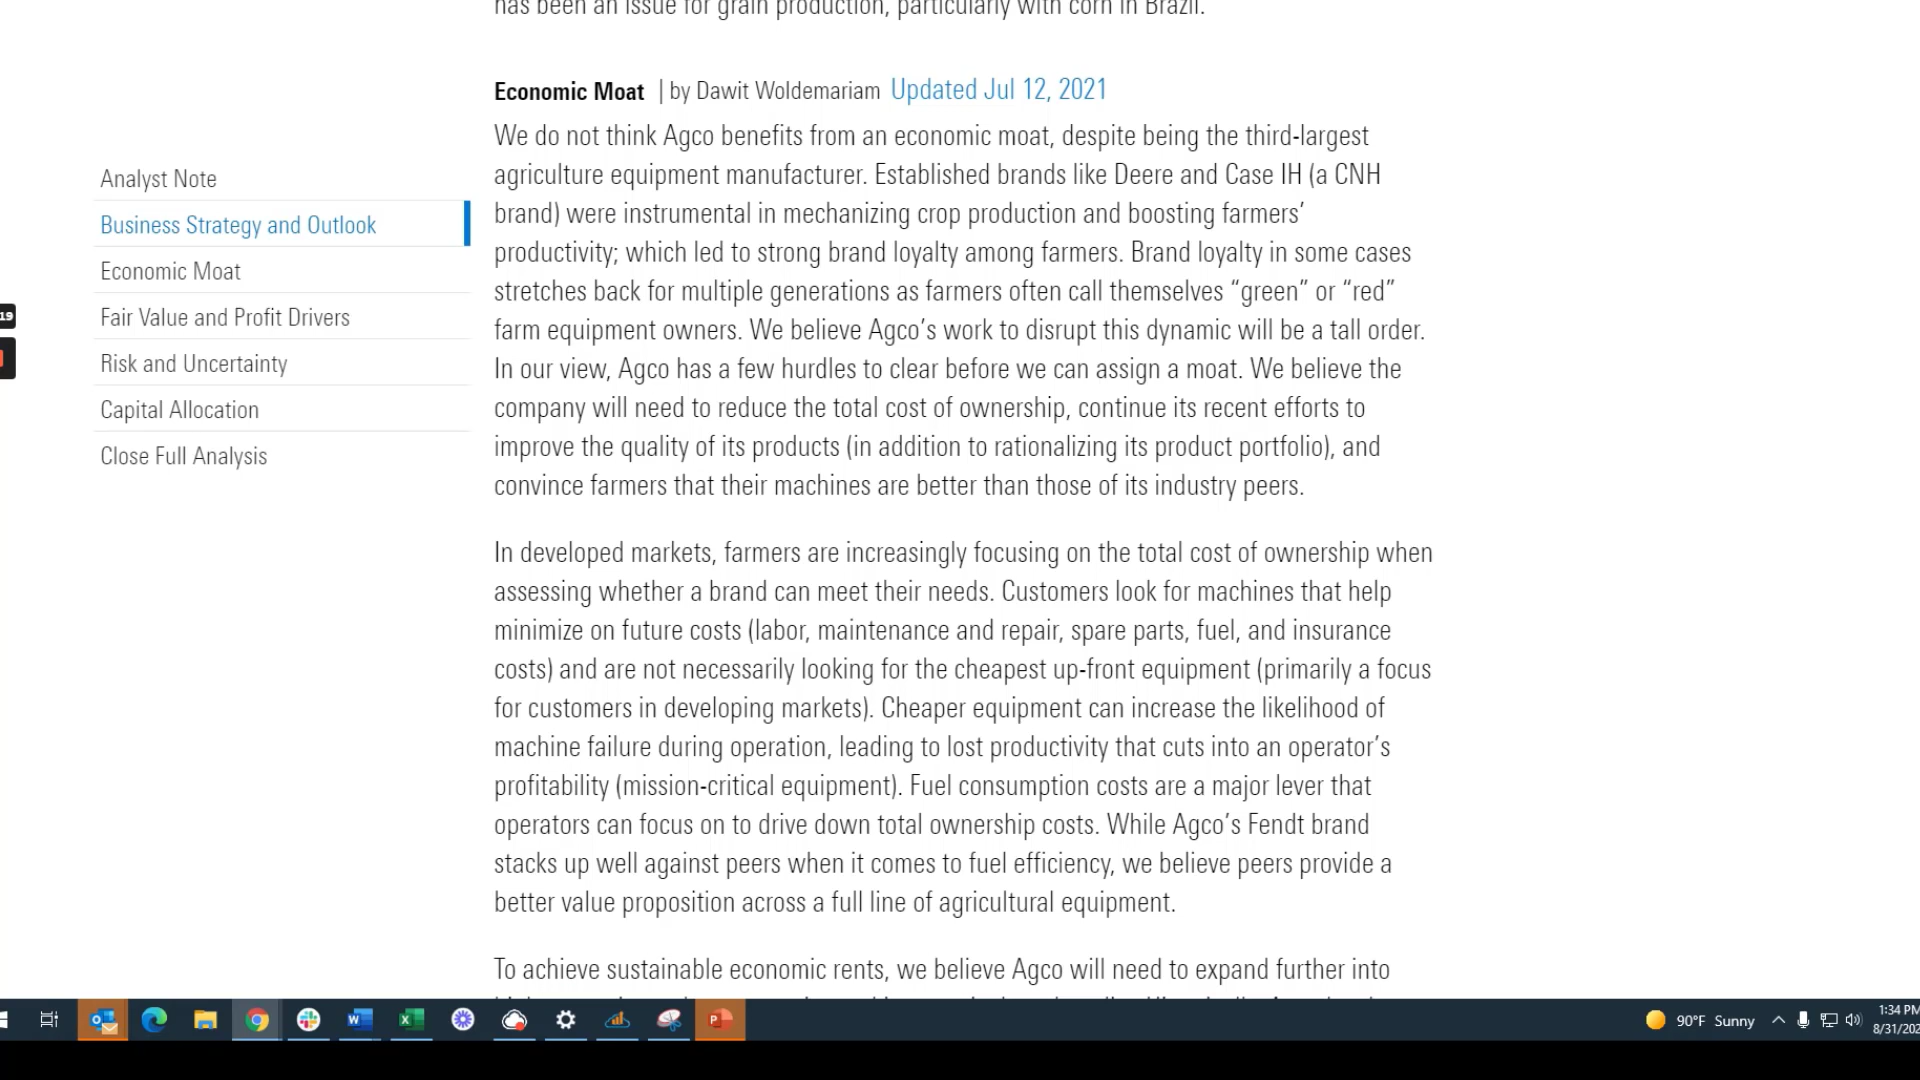 has been an issue for grain production, particularly with corn in Brazil.
Economic Moat | by Dawit Woldemariam Updated Jul 12, 2021
We do not think Agco benefits from an economic moat, despite being the third-largest
agriculture equipment manufacturer. Established brands like Deere and Case IH (a CNH
brand) were instrumental in mechanizing crop production and boosting farmers’
productivity; which led to strong brand loyalty among farmers. Brand loyalty in some cases
stretches back for multiple generations as farmers often call themselves “green” or “red”
farm equipment owners. We believe Agco’s work to disrupt this dynamic will be a tall order.
In our view, Agco has a few hurdles to clear before we can assign a moat. We believe the
company will need to reduce the total cost of ownership, continue its recent efforts to
improve the quality of its products (in addition to rationalizing its product portfolio), and
convince farmers that their machines are better than those of its industry peers.
In developed markets, farmers are increasingly focusing on the total cost of ownership when
assessing whether a brand can meet their needs. Customers look for machines that help
minimize on future costs (labor, maintenance and repair, spare parts, fuel, and insurance
costs) and are not necessarily looking for the cheapest up-front equipment (primarily a focus
for customers in developing markets). Cheaper equipment can increase the likelihood of
machine failure during operation, leading to lost productivity that cuts into an operator’s
profitability (mission-critical equipment). Fuel consumption costs are a major lever that
operators can focus on to drive down total ownership costs. While Agco’s Fendt brand
stacks up well against peers when it comes to fuel efficiency, we believe peers provide a
better value proposition across a full line of agricultural equipment.
To achieve sustainable economic rents, we believe Agco will need to expand further into
Analyst Note
Business Strategy and Outlook
Economic Moat
Fair Value and Profit Drivers
Risk and Uncertainty
Capital Allocation
Close Full Analysis
19
90°F Sunny
1:34 PM
8/31/202